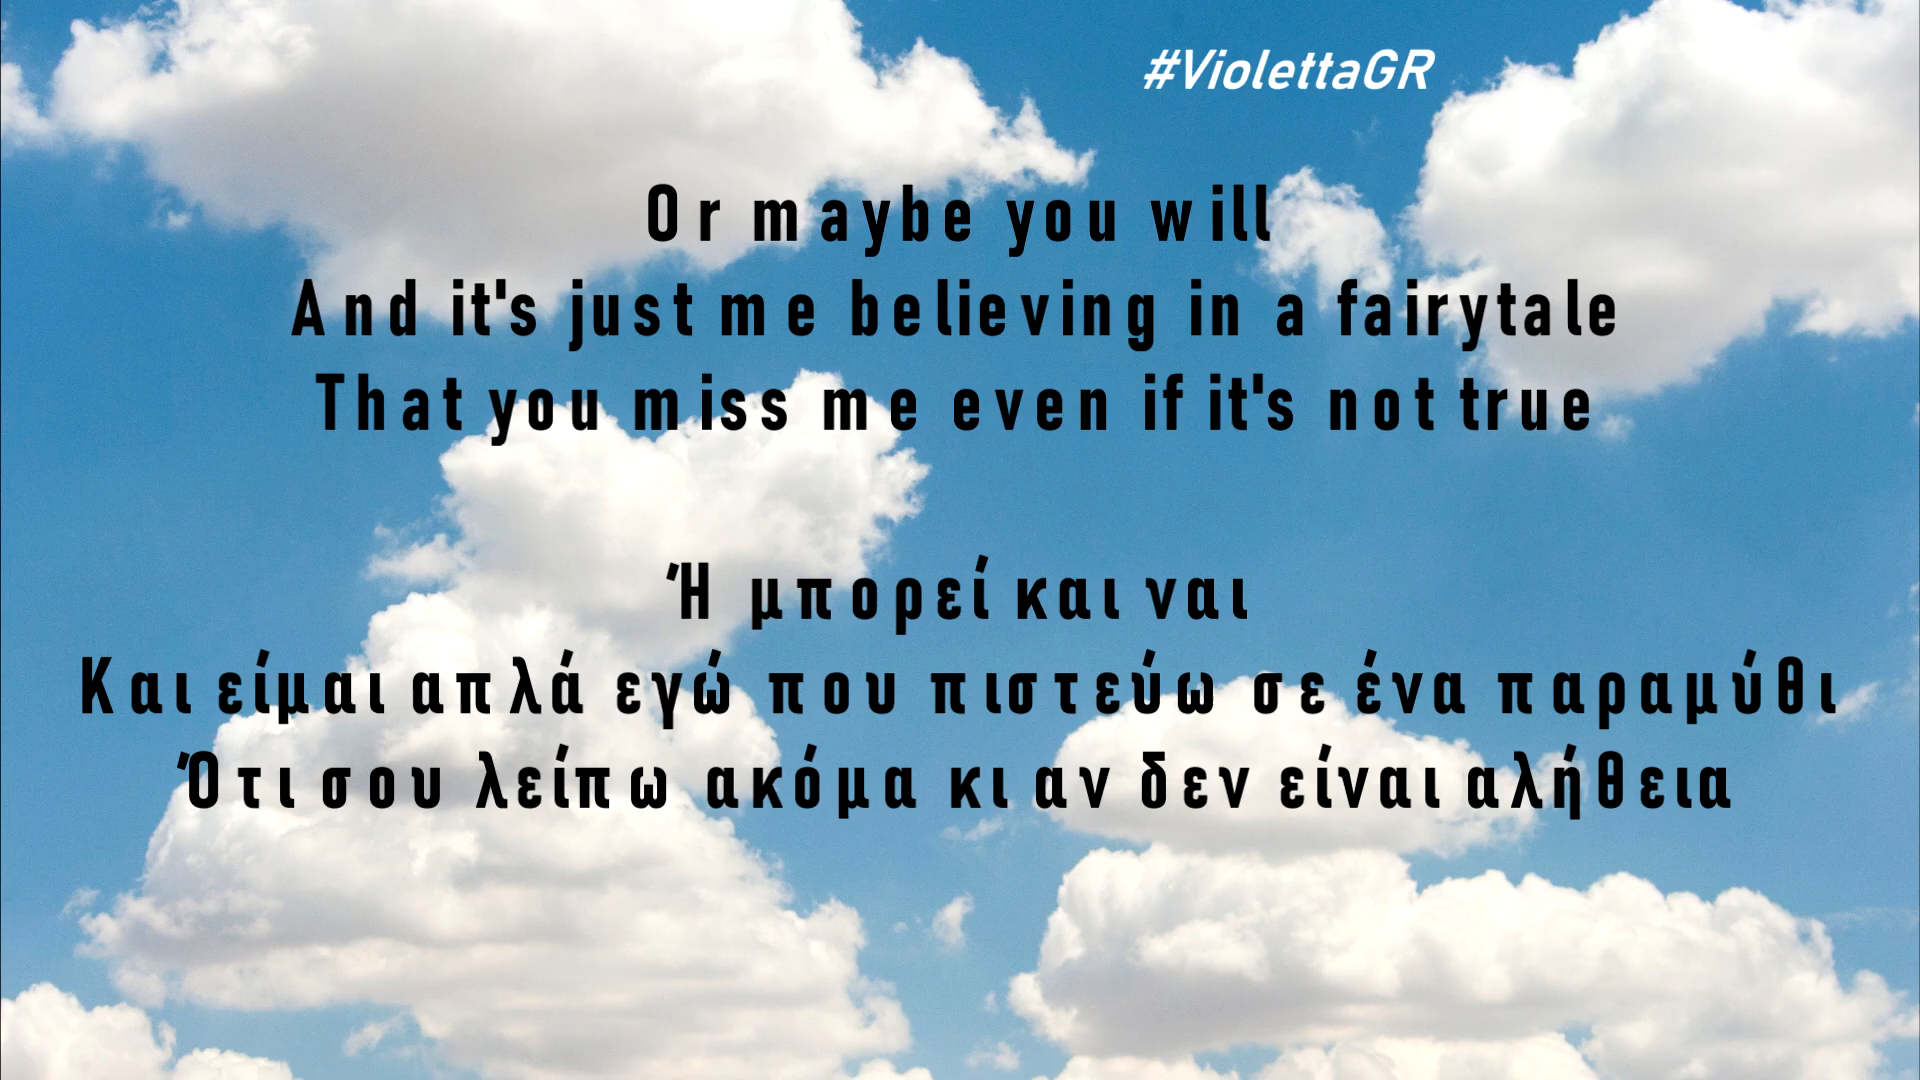 #ViolettaGR
Or maybe you will
And it's just me believing in a fairytale
That you miss me even if it's not true
Ή μπορεί και ναι
Και είμαι απλά εγώ που πιστεύω σε ένα παραμύθι
Ότι σου λείπω ακόμα κι αν δεν είναι αλήθεια